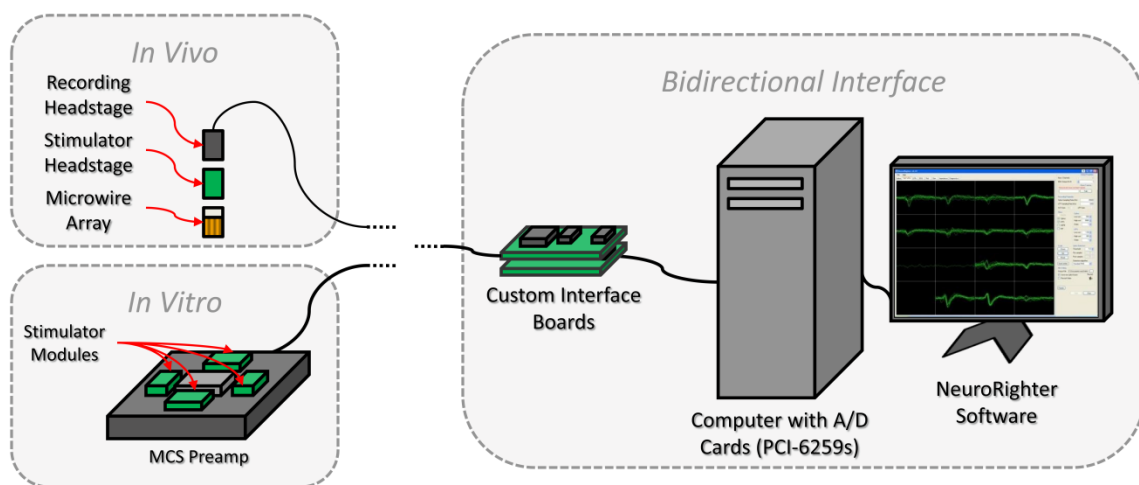 In Vivo
Recording
Headstage
Stimulator
Headstage
Microwire
Array
In Vitro
Stimulator
Modules
MCS Preamp
Bidirectional Interface
Custom Interface
Boards
Computer with A/D
Cards (PCI-6259s)
NeuroRighter
Software